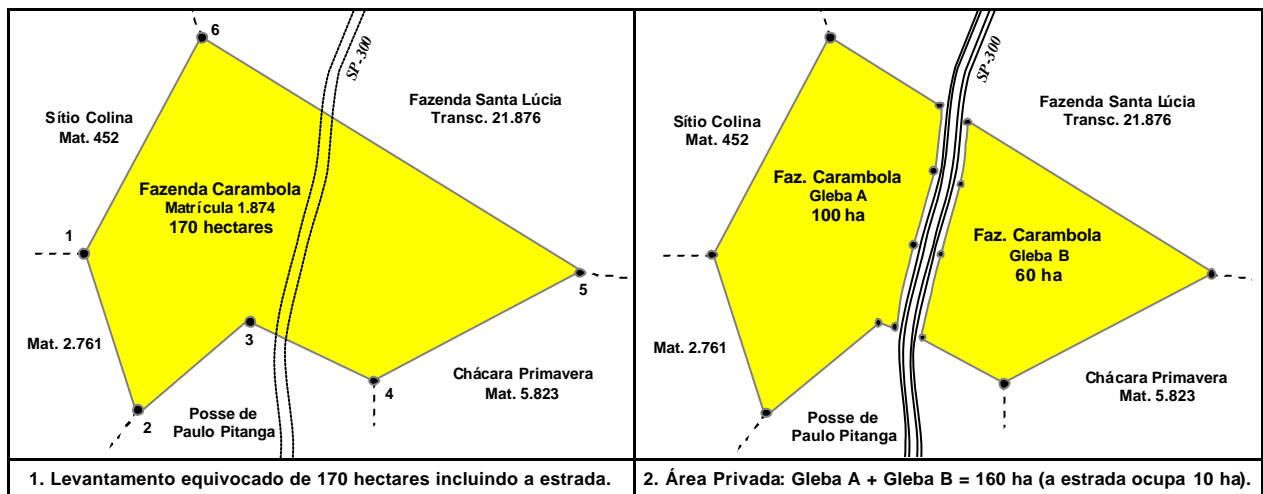 6
SP-300
Sítio Colina
Mat. 452
Fazenda Santa Lúcia
Transc. 21.876
Fazenda Carambola
Matrícula 1.874
170 hectares
1
5
3
Mat. 2.761
4
Chácara Primavera
Mat. 5.823
2
Posse de
Paulo Pitanga
1. Levantamento equivocado de 170 hectares incluindo a estrada.
SP-300
Sítio Colina
Mat. 452
Fazenda Santa Lúcia
Transc. 21.876
Faz. Carambola
Gleba A
100 ha
Faz. Carambola
Gleba B
60 ha
Mat. 2.761
Chácara Primavera
Mat. 5.823
Posse de
Paulo Pitanga
2. Área Privada: Gleba A + Gleba B = 160 ha (a estrada ocupa 10 ha).